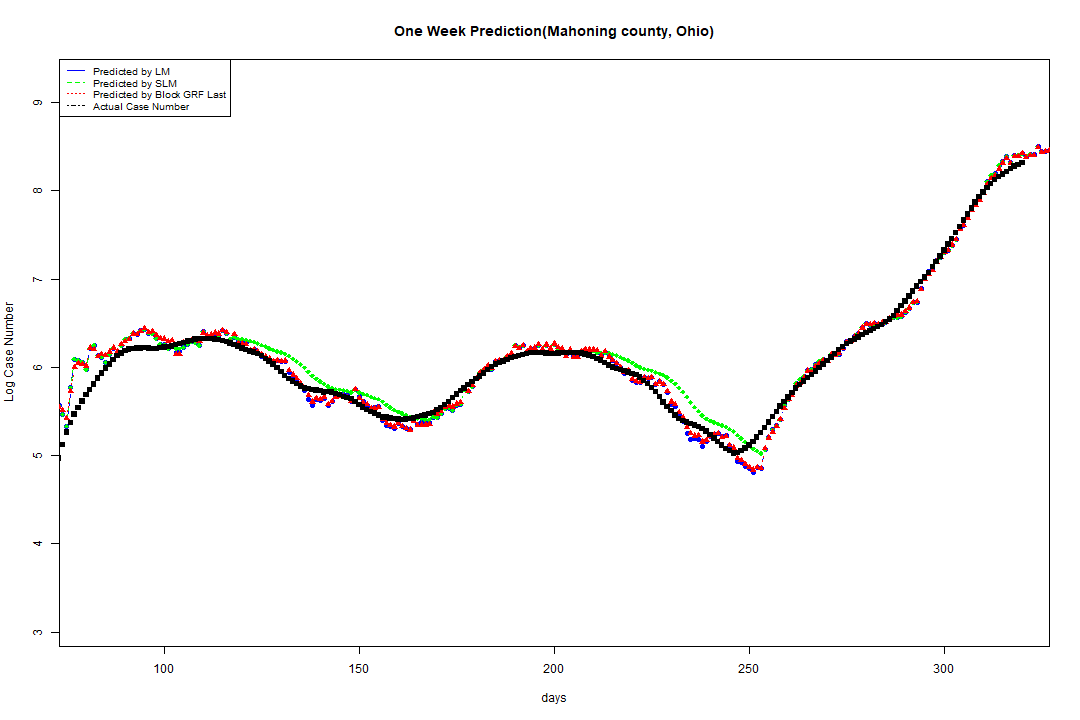 One Week Prediction(Mahoning county, Ohio)
Predicted by LM
Predicted by SLM
Predicted by Block GRF Last
Actual Case Number
9
8
7
6
5
4
3
Log Case Number
100 150 200 250 300
days